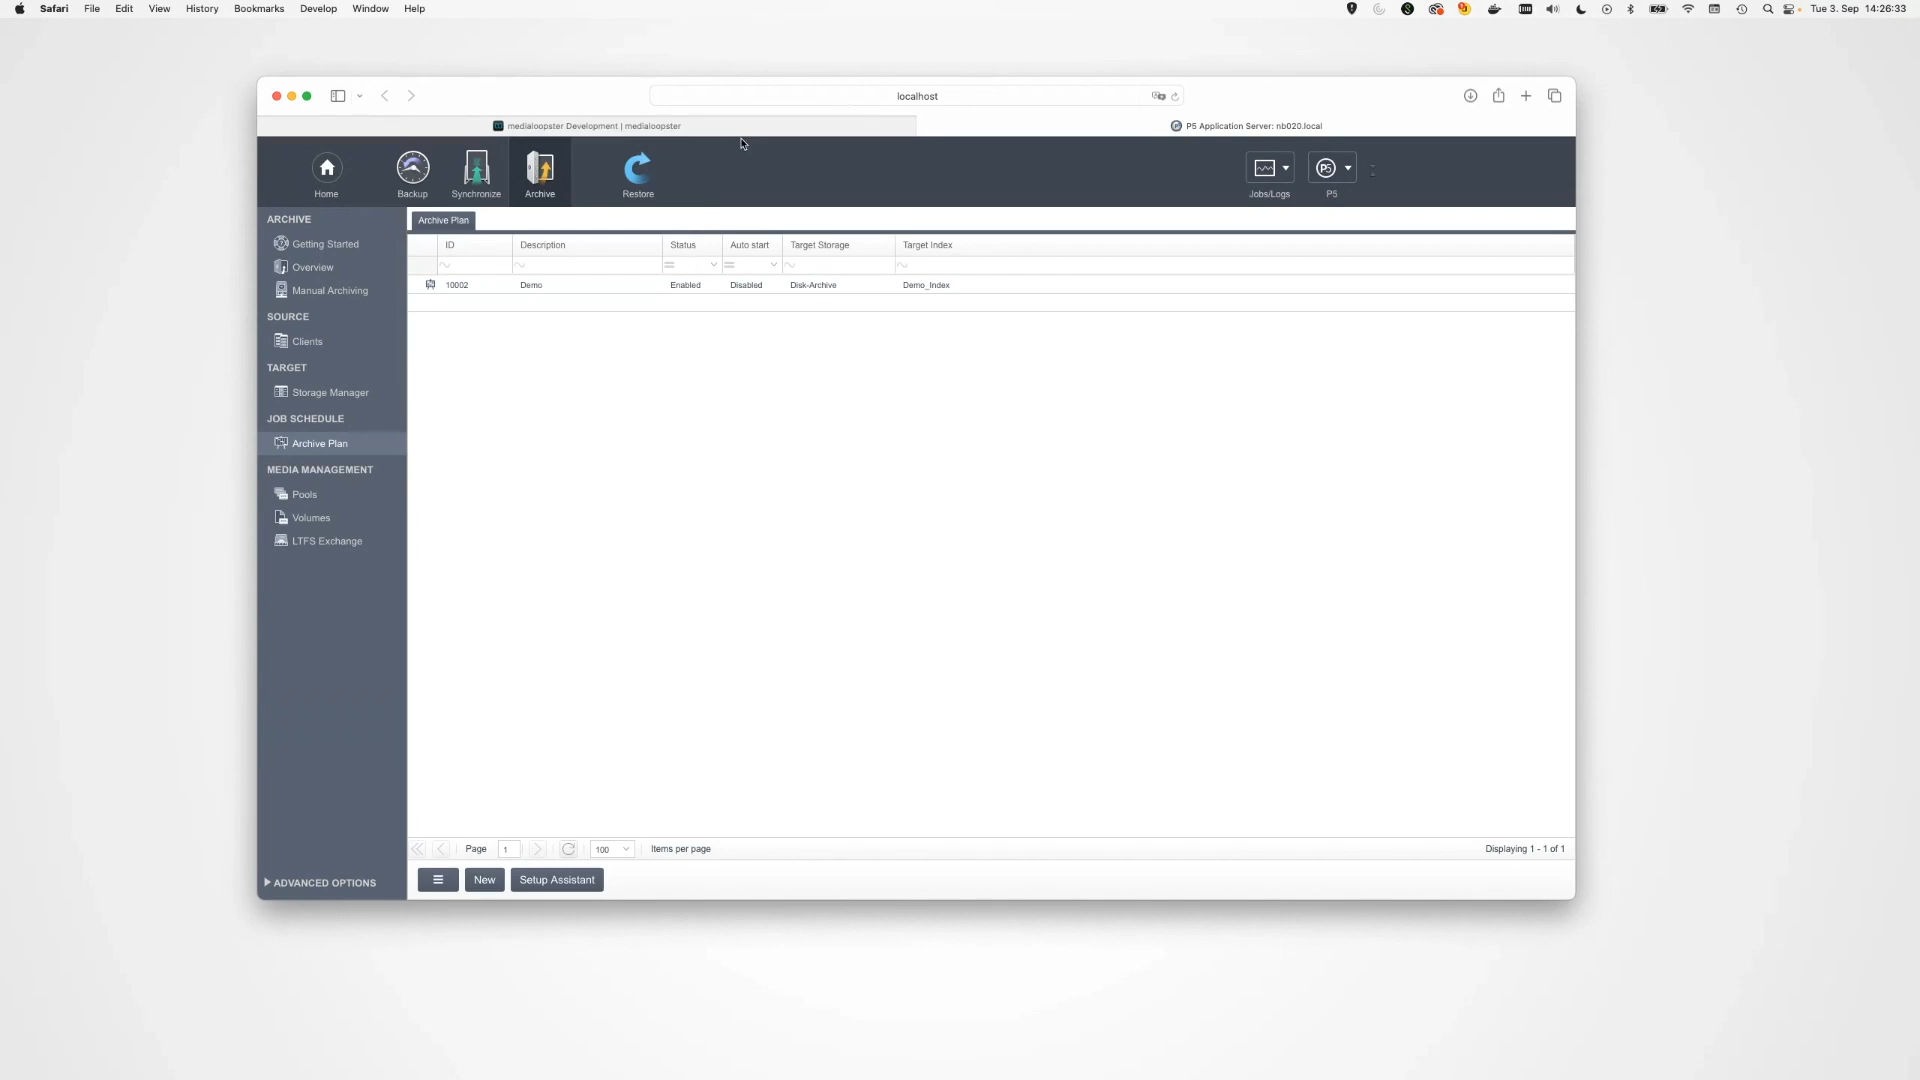 Safari File Edit View History Bookmarks Develop Window Help Tue 3. Sep 14:26:33
localhost
medialoopster Development | medialoopster P5 Application Server: nb020.local
Home Backup Synchronize Archive Restore Jobs/Logs P5
ARCHIVE
Getting Started
Overview
Manual Archiving
SOURCE
Clients
TARGET
Storage Manager
JOB SCHEDULE
Archive Plan
MEDIA MANAGEMENT
Pools
Volumes
LTFS Exchange
ADVANCED OPTIONS
Archive Plan
ID Description Status Auto start Target Storage Target Index
10002 Demo Enabled Disabled Disk-Archive Demo_Index
Page 1 100 Items per page Displaying 1 - 1 of 1
New Setup Assistant